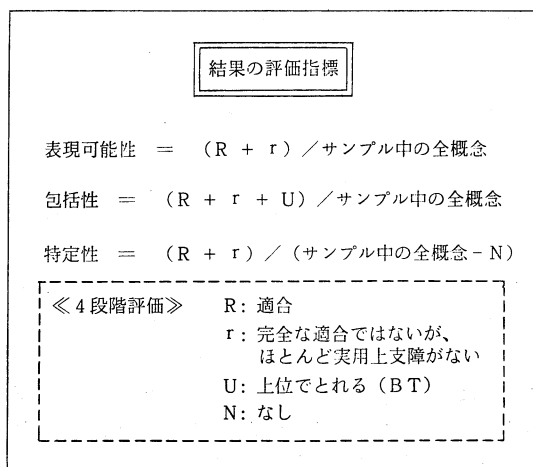 結果の評価指標
表現可能性 ＝ （R + r）／サンプル中の全概念
包括性 ＝ （R + r + U）／サンプル中の全概念
特定性 ＝ （R + r）／（サンプル中の全概念－N）
≪4段階評価≫ R: 適合
r: 完全な適合ではないが、
ほとんど実用上支障がない
U: 上位でとれる（BT）
N: なし